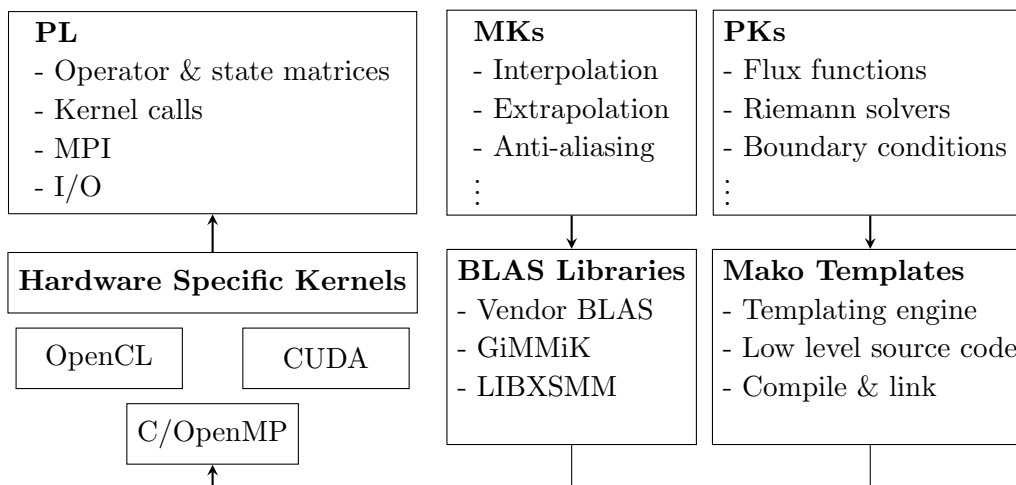 PL
- Operator & state matrices
- Kernel calls
- MPI
- I/O
MKs
- Interpolation
- Extrapolation
- Anti-aliasing
⋮
PKs
- Flux functions
- Riemann solvers
- Boundary conditions
⋮
Hardware Specific Kernels
OpenCL
CUDA
C/OpenMP
BLAS Libraries
- Vendor BLAS
- GiMMiK
- LIBXSMM
Mako Templates
- Templating engine
- Low level source code
- Compile & link